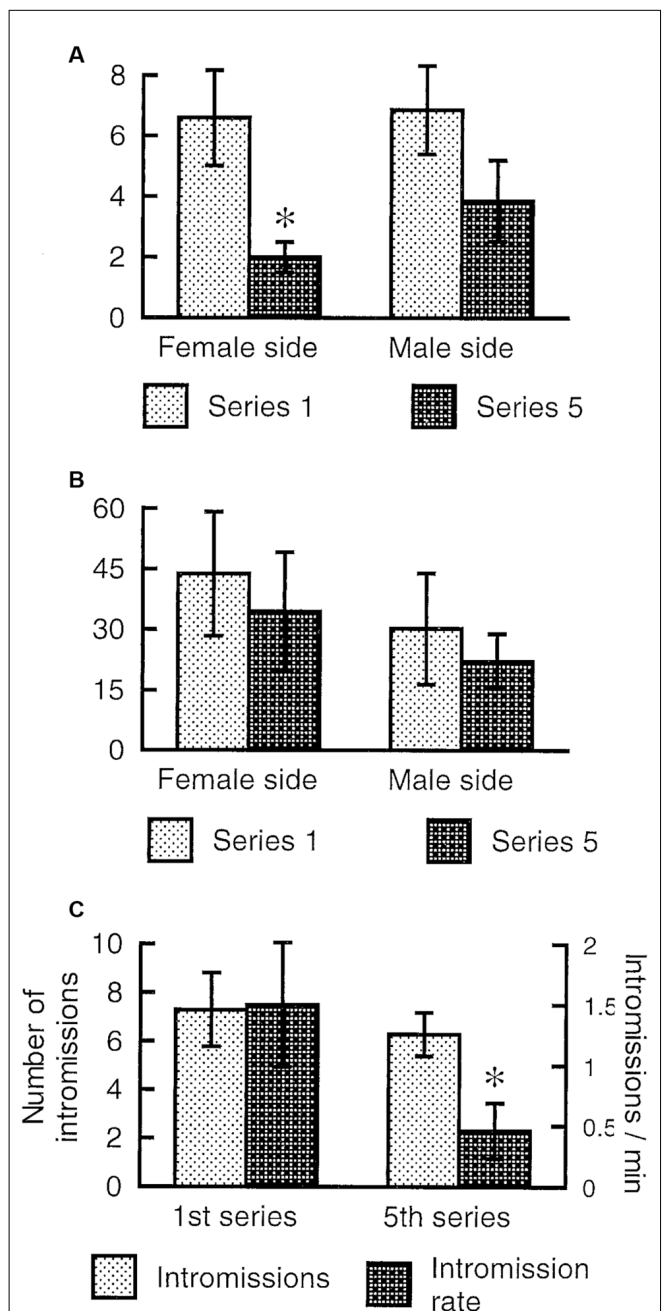 A
8
6
4
2
0
*
Female side Male side
Series 1 Series 5
B
60
45
30
15
0
Female side Male side
Series 1 Series 5
C
Number of
intromissions
10
8
6
4
2
0
*
2
1.5
1
0.5
0
Intromissions / min
1st series 5th series
Intromissions Intromission
rate